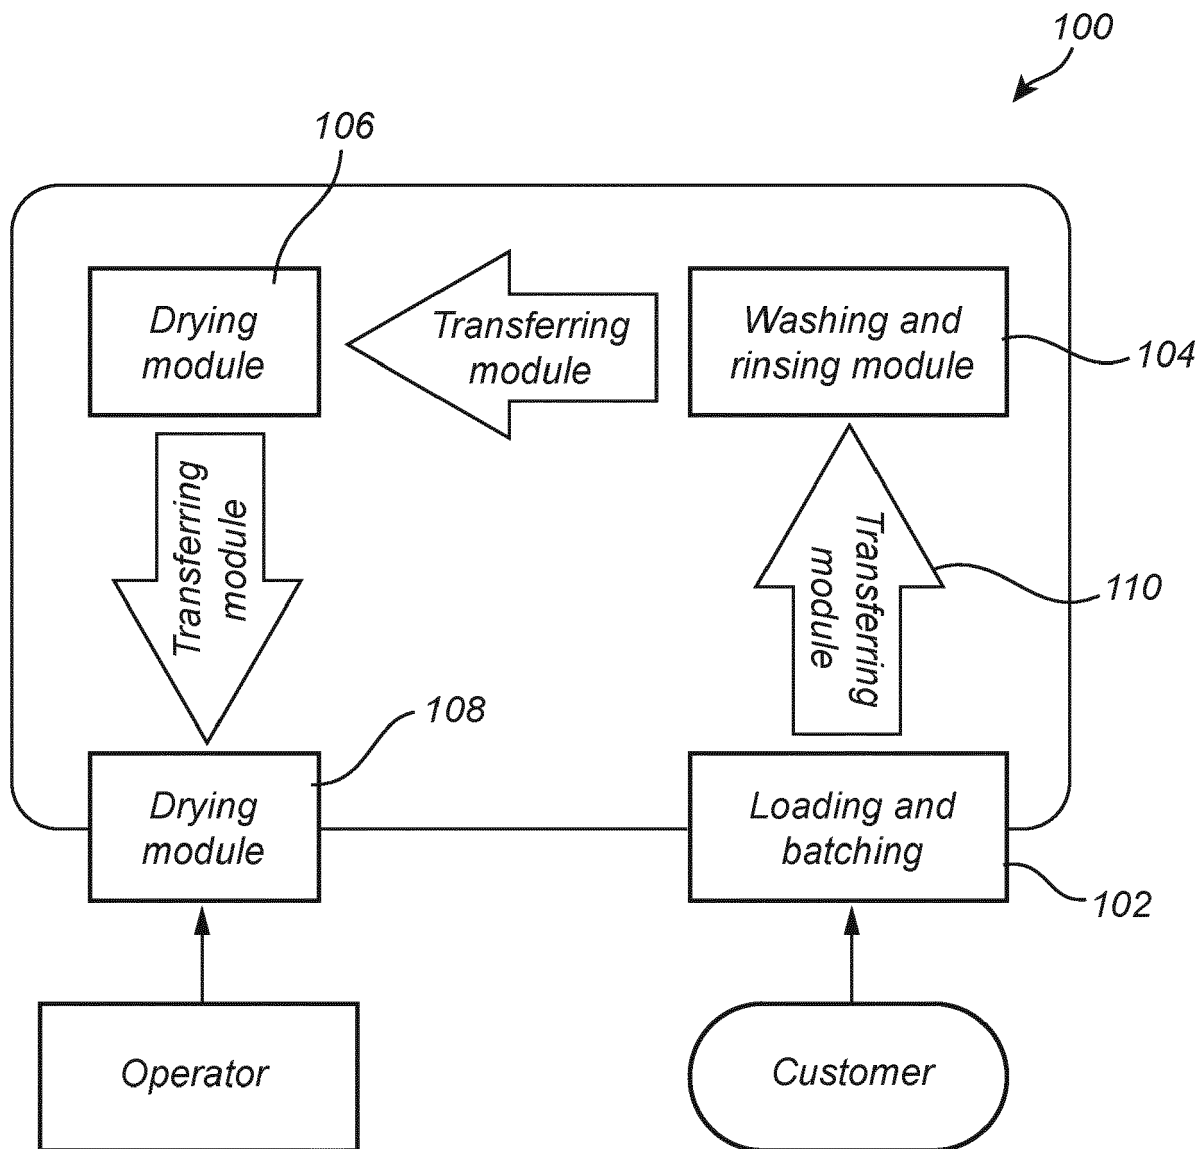 100
106
Drying
module
Transferring
module
Washing and
rinsing module
104
Transferring
module
Transferring
module
110
108
Drying
module
Loading and
batching
102
Operator
Customer